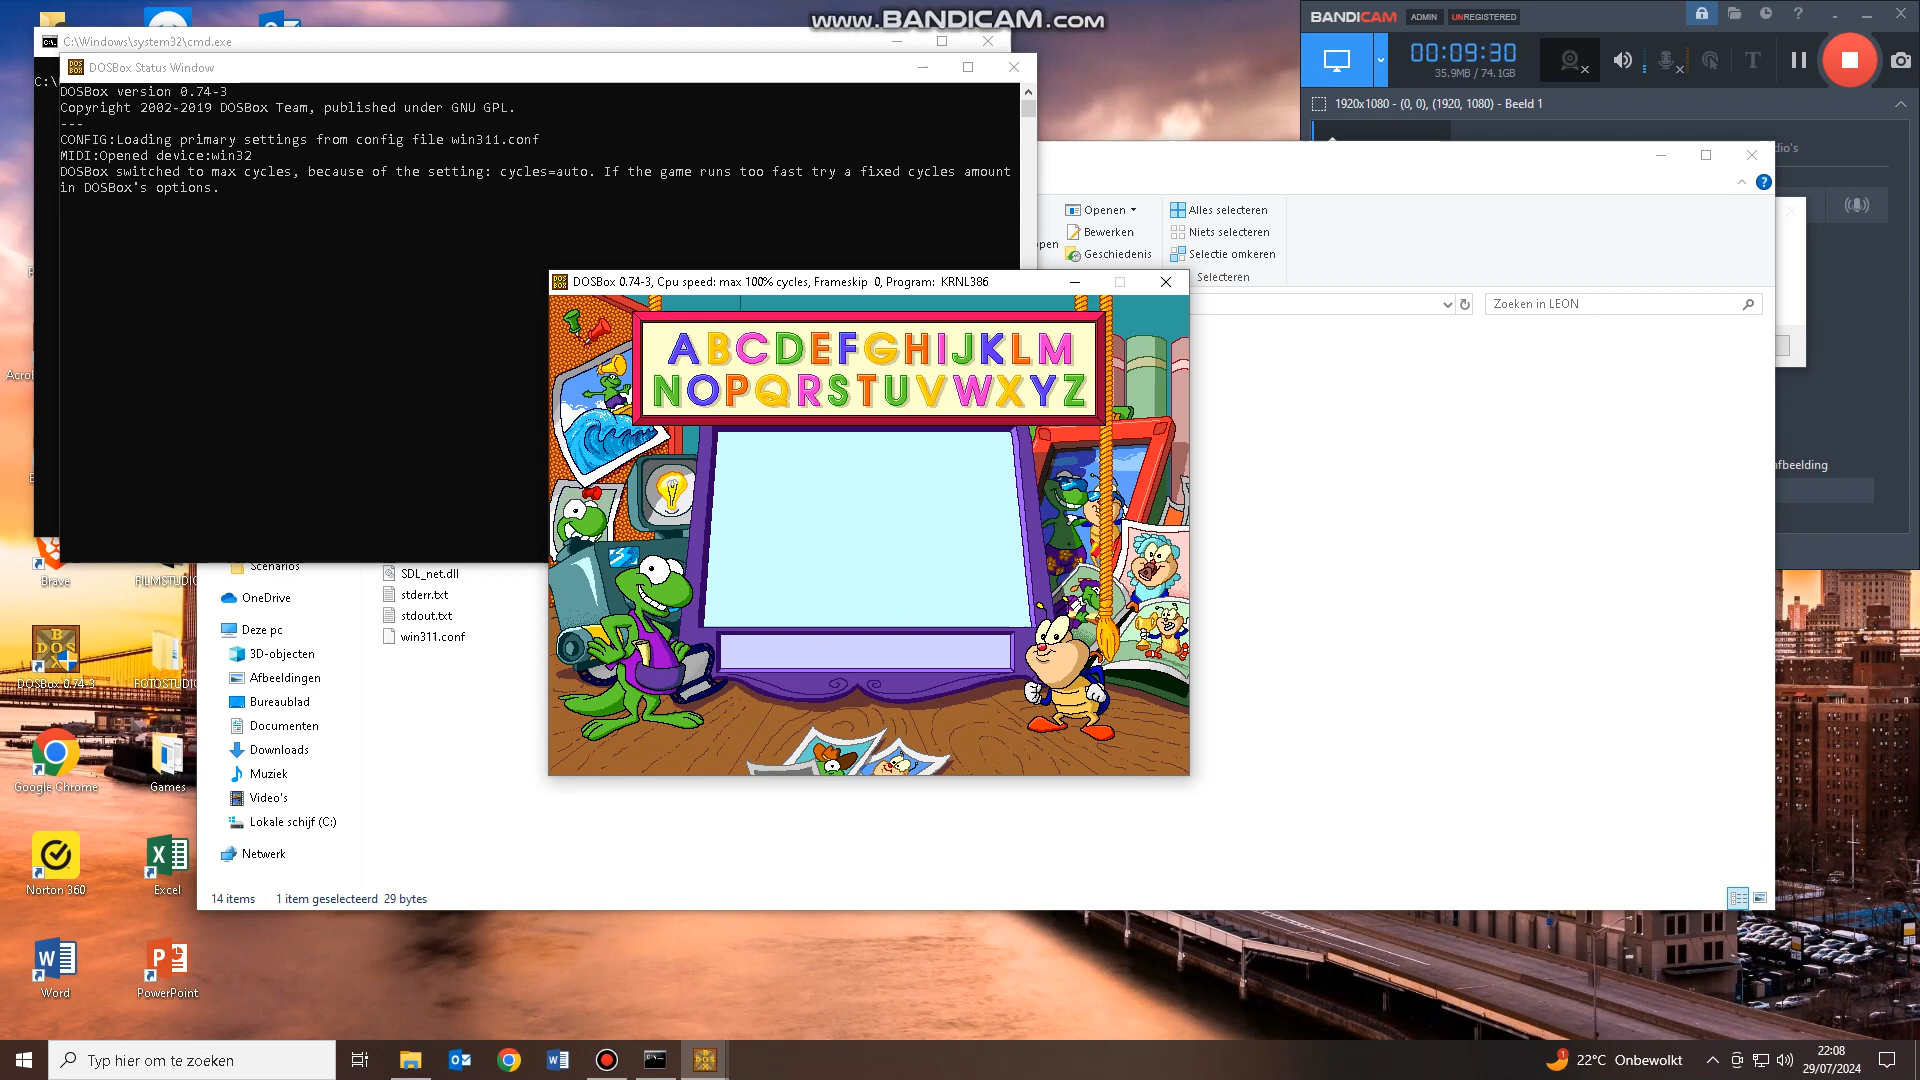 www.BANDICAM.com
BANDICAM
ADMIN
UNREGISTERED
00:09:30
35.9MB / 74.1GB
1920x1080 - (0, 0), (1920, 1080) - Beeld 1
C:\Windows\system32\cmd.exe
C:\
DOSBox Status Window
DOSBox version 0.74-3
Copyright 2002-2019 DOSBox Team, published under GNU GPL.
---
CONFIG:Loading primary settings from config file win311.conf
MIDI:Opened device:win32
DOSBox switched to max cycles, because of the setting: cycles=auto. If the game runs too fast try a fixed cycles amount
in DOSBox's options.
Openen
Bewerken
Geschiedenis
Alles selecteren
Niets selecteren
Selectie omkeren
Selecteren
Zoeken in LEON
DOSBox 0.74-3, Cpu speed: max 100% cycles, Frameskip 0, Program: KRNL386
ABCDEFGHIJKLM
NOPQRSTUVWXYZ
afbeelding
Scenarios
OneDrive
Deze pc
3D-objecten
Afbeeldingen
Bureaublad
Documenten
Downloads
Muziek
Video's
Lokale schijf (C:)
Netwerk
SDL_net.dll
stderr.txt
stdout.txt
win311.conf
14 items
1 item geselecteerd 29 bytes
Brave
FILMSTUDIO
DOSBox 0.74-3
FOTOSTUDIO
Google Chrome
Games
Norton 360
Excel
Word
PowerPoint
Typ hier om te zoeken
22°C Onbewolkt
22:08
29/07/2024